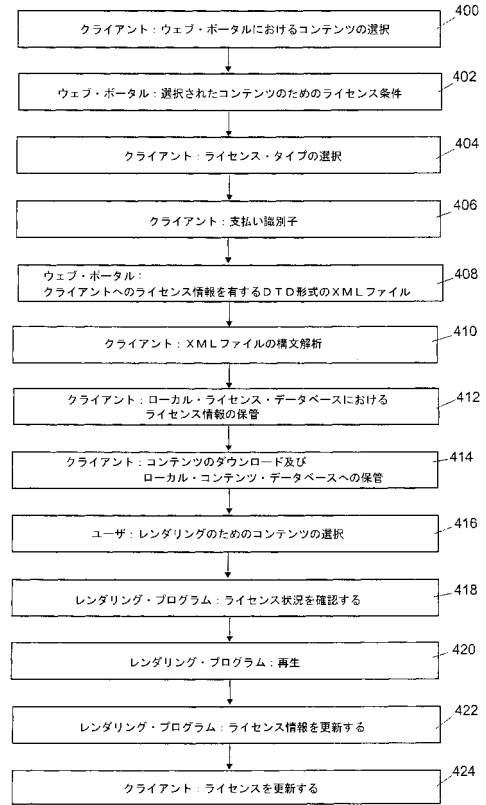 400
クライアント：ウェブ・ポータルにおけるコンテンツの選択
402
ウェブ・ポータル：選択されたコンテンツのためのライセンス条件
404
クライアント：ライセンス・タイプの選択
406
クライアント：支払い識別子
408
ウェブ・ポータル：
クライアントへのライセンス情報を有するＤＴＤ形式のＸＭＬファイル
410
クライアント：ＸＭＬファイルの構文解析
412
クライアント：ローカル・ライセンス・データベースにおける
ライセンス情報の保管
414
クライアント：コンテンツのダウンロード及び
ローカル・コンテンツ・データベースへの保管
416
ユーザ：レンダリングのためのコンテンツの選択
418
レンダリング・プログラム：ライセンス状況を確認する
420
レンダリング・プログラム：再生
422
レンダリング・プログラム：ライセンス情報を更新する
424
クライアント：ライセンスを更新する